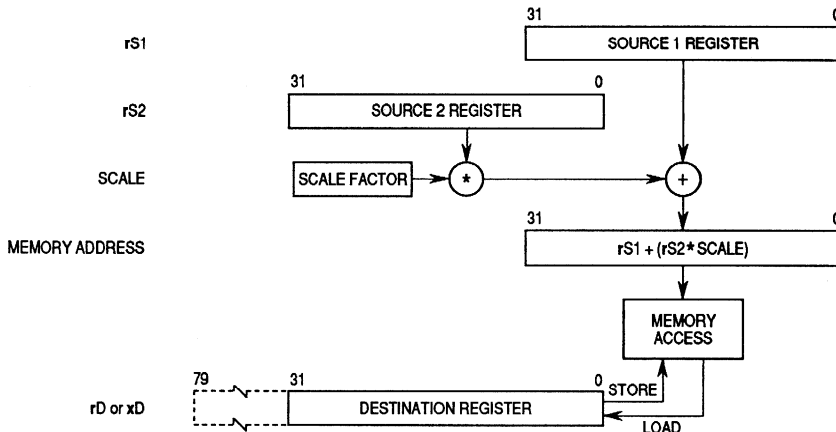 31 0
rS1 SOURCE 1 REGISTER
31 0
rS2 SOURCE 2 REGISTER
SCALE SCALE FACTOR * +
31 0
MEMORY ADDRESS rS1 + (rS2* SCALE)
MEMORY
ACCESS
79 31 0
STORE
rD or xD DESTINATION REGISTER
LOAD